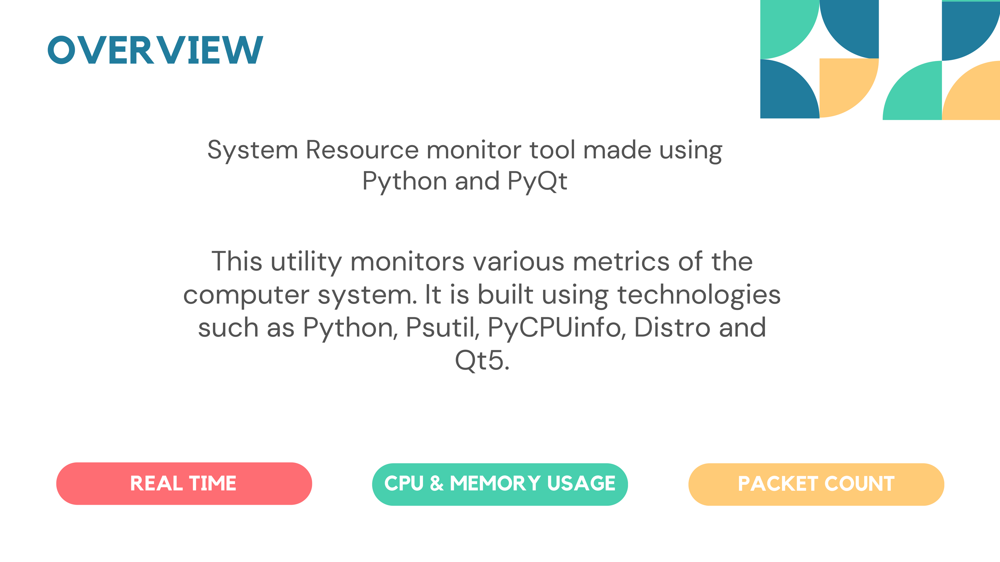 OVERVIEW
System Resource monitor tool made using
Python and PyQt
This utility monitors various metrics of the
computer system. It is built using technologies
such as Python, Psutil, PyCPUinfo, Distro and
Qt5.
REAL TIME
CPU & MEMORY USAGE
PACKET COUNT